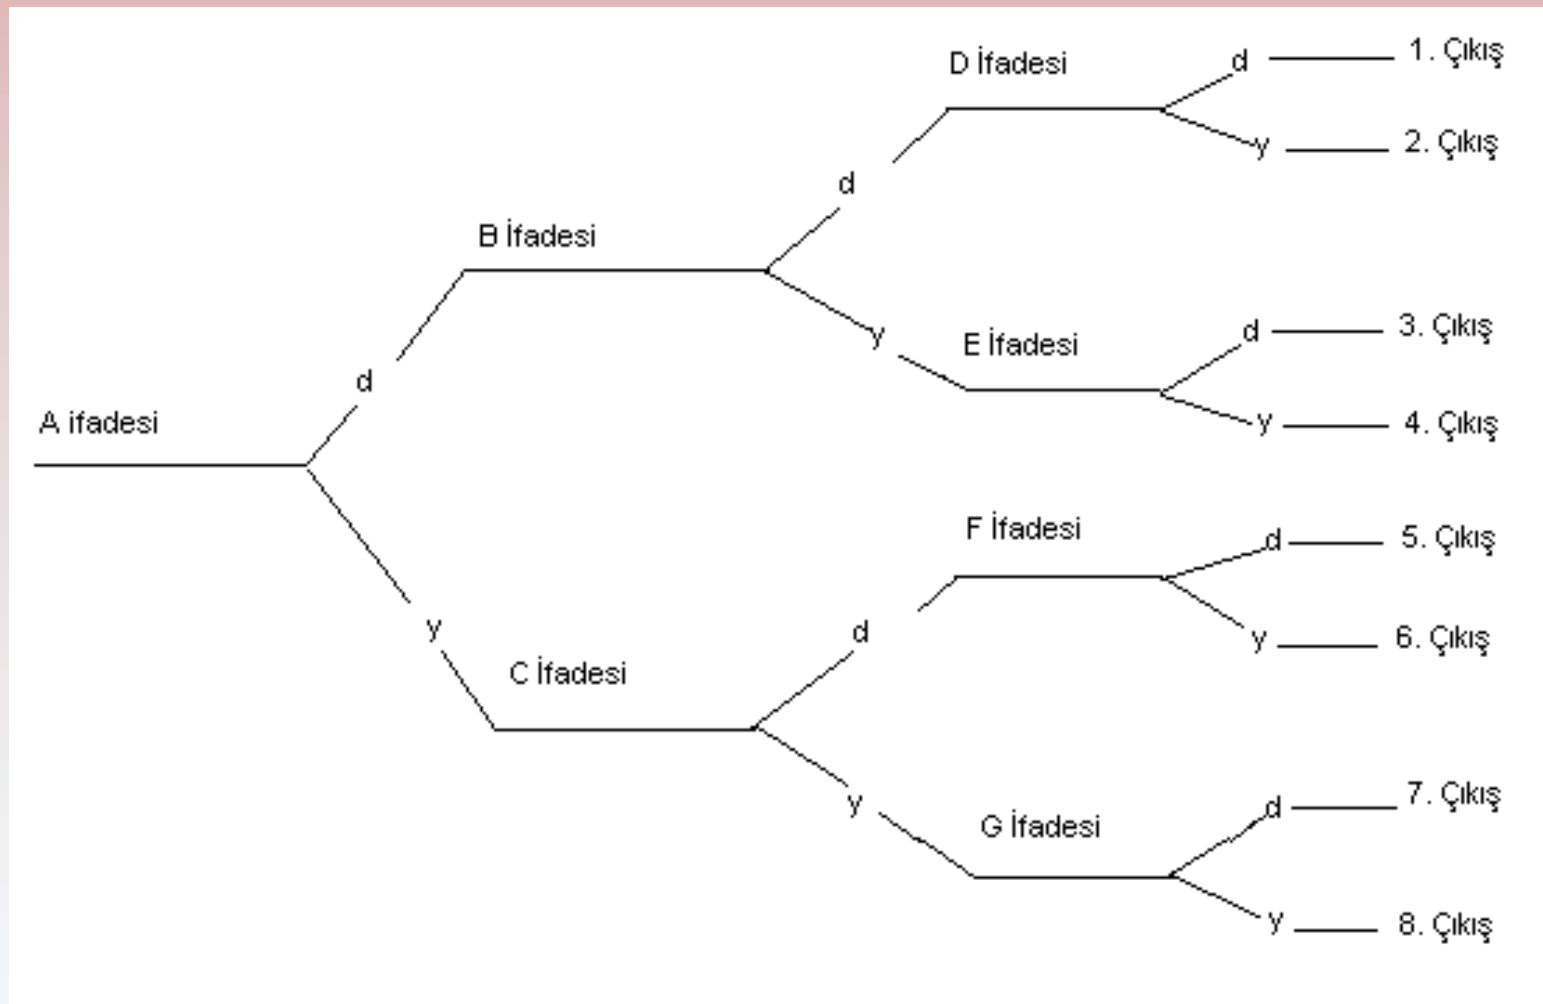 D İfadesi
d
1. Çıkış
y
2. Çıkış
d
B İfadesi
y
E İfadesi
d
3. Çıkış
y
4. Çıkış
d
A ifadesi
y
C İfadesi
d
F İfadesi
d
5. Çıkış
y
6. Çıkış
y
G İfadesi
d
7. Çıkış
y
8. Çıkış